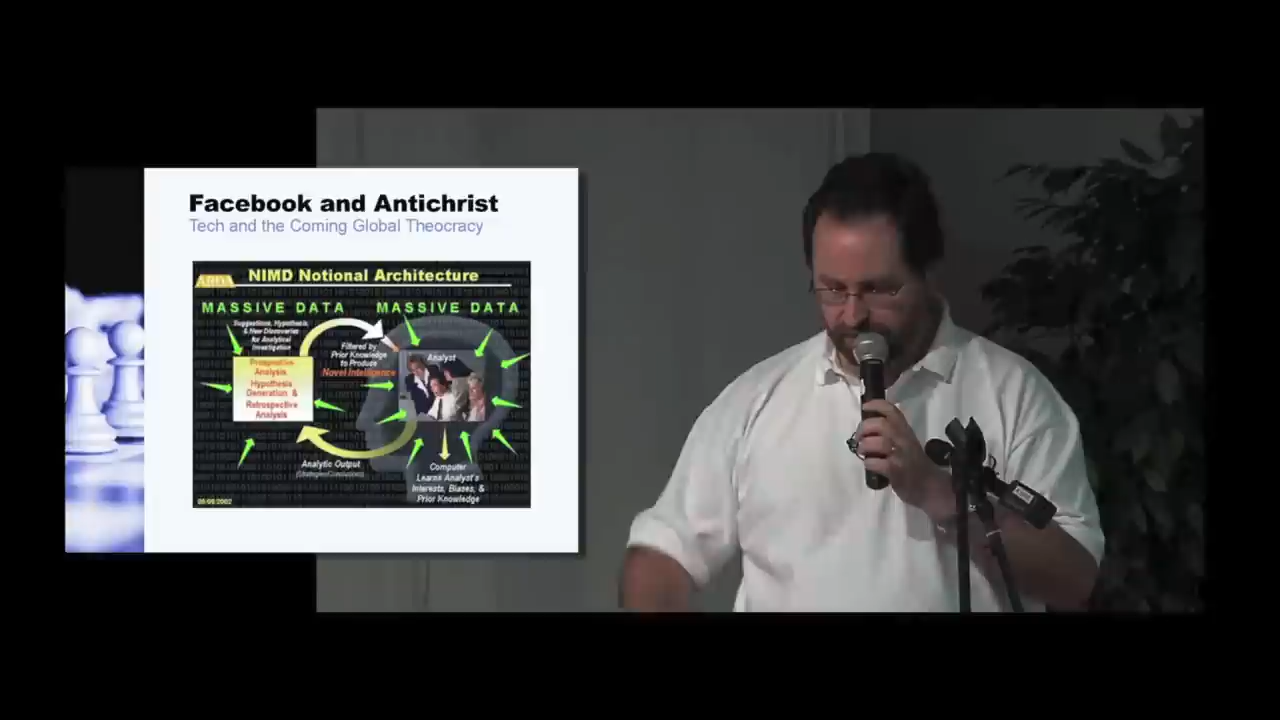 Facebook and Antichrist
Tech and the Coming Global Theocracy
ARDA
NIMD Notional Architecture
MASSIVE DATA
MASSIVE DATA
Suggestions, Hypothesis,
& New Discoveries
for Analytical
Investigation
Filtered by
Prior Knowledge
to Produce
Novel Intelligence
Analyst
Prospective
Analysis
Hypothesis
Generation &
Retrospective
Analysis
Analytic Output
Computer
Learns Analyst's
Interests, Biases, &
Prior Knowledge